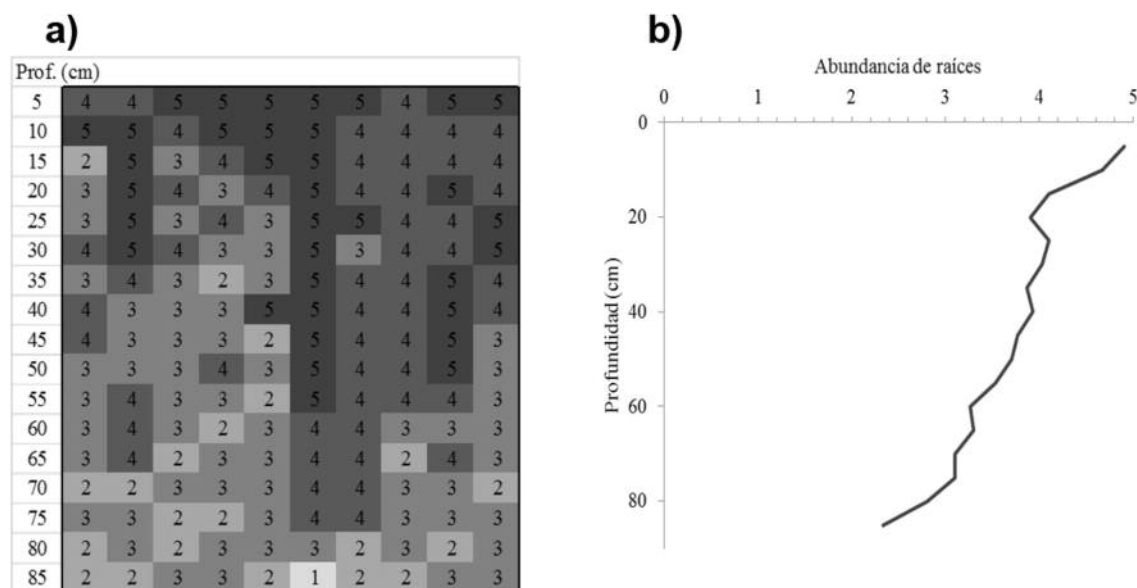 a)
Prof. (cm)
5 4 4 5 5 5 5 5 4 5 5
10 5 5 4 5 5 5 4 4 4 4
15 2 5 3 4 5 5 4 4 4 4
20 3 5 4 3 4 5 4 4 5 4
25 3 5 3 4 3 5 5 4 4 5
30 4 5 4 3 3 5 3 4 4 5
35 3 4 3 2 3 5 4 4 5 4
40 4 3 3 3 5 5 4 4 5 4
45 4 3 3 3 2 5 4 4 5 3
50 3 3 3 4 3 5 4 4 5 3
55 3 4 3 3 2 5 4 4 4 3
60 3 4 3 2 3 4 4 3 3 3
65 3 4 2 3 3 4 4 2 4 3
70 2 2 3 3 3 4 4 3 3 2
75 3 3 2 2 3 4 4 3 3 3
80 2 3 2 3 3 3 2 3 2 3
85 2 2 3 3 2 1 2 2 3 3
b)
Abundancia de raíces
0 1 2 3 4 5
0
20
40
60
80
Profundidad (cm)